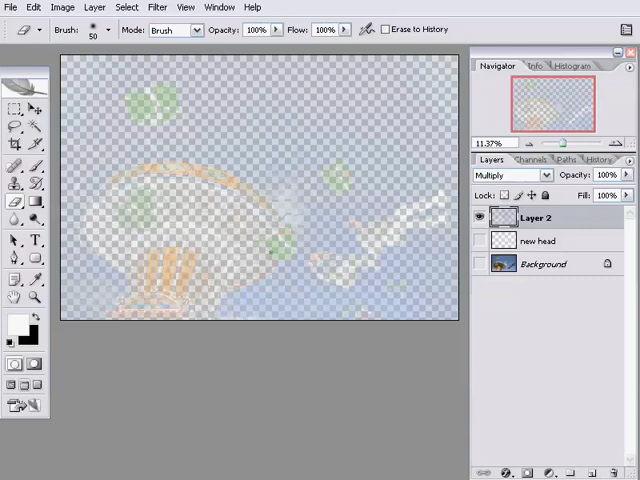 File Edit Image Layer Select Filter View Window Help
Brush: 50 Mode: Brush Opacity: 100% Flow: 100% Erase to History
Navigator Info Histogram
11.37%
Layers Channels Paths History
Multiply Opacity: 100%
Lock: Fill: 100%
Layer 2
new head
Background
T